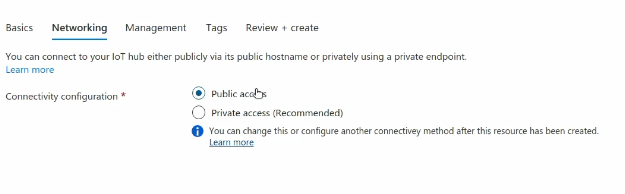 Basics Networking Management Tags Review + create
You can connect to your IoT hub either publicly via its public hostname or privately using a private endpoint.
Learn more
Connectivity configuration * Public access
Private access (Recommended)
You can change this or configure another connectivey method after this resource has been created.
Learn more